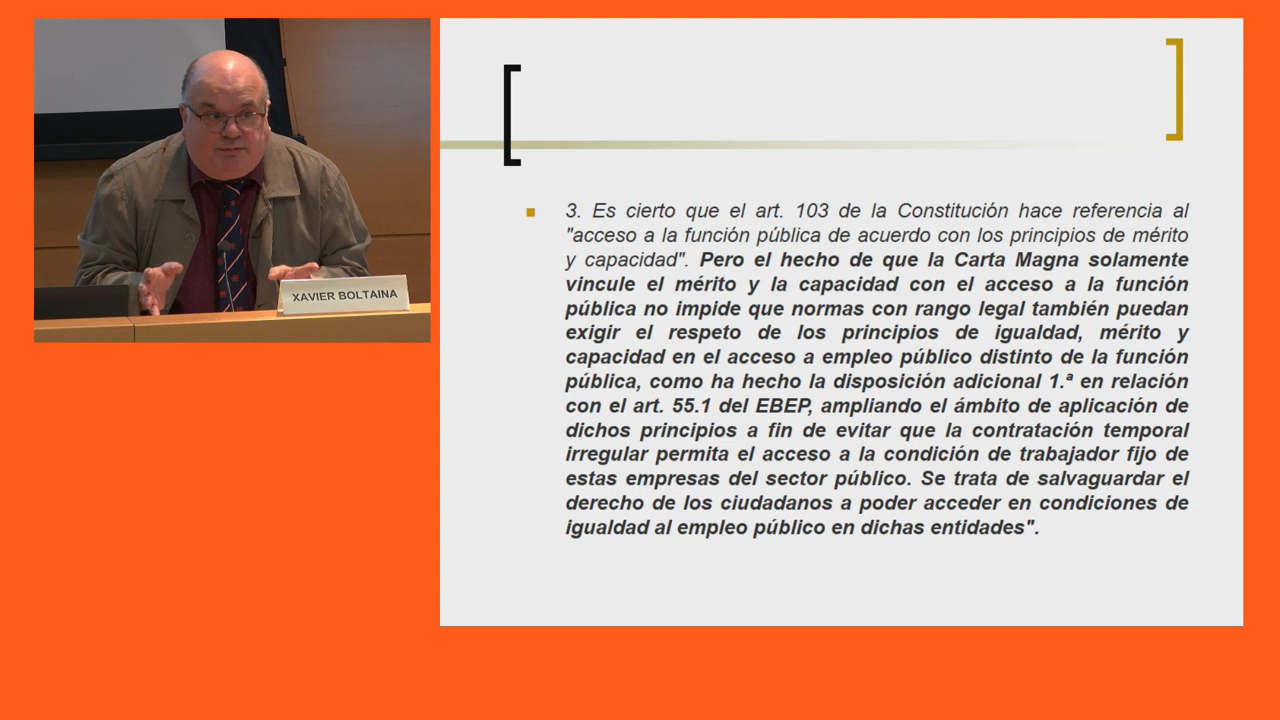 XAVIER BOLTAINA
3. Es cierto que el art. 103 de la Constitución hace referencia al
"acceso a la función pública de acuerdo con los principios de mérito
y capacidad". Pero el hecho de que la Carta Magna solamente
vincule el mérito y la capacidad con el acceso a la función
pública no impide que normas con rango legal también puedan
exigir el respeto de los principios de igualdad, mérito y
capacidad en el acceso a empleo público distinto de la función
pública, como ha hecho la disposición adicional 1.ª en relación
con el art. 55.1 del EBEP, ampliando el ámbito de aplicación de
dichos principios a fin de evitar que la contratación temporal
irregular permita el acceso a la condición de trabajador fijo de
estas empresas del sector público. Se trata de salvaguardar el
derecho de los ciudadanos a poder acceder en condiciones de
igualdad al empleo público en dichas entidades".